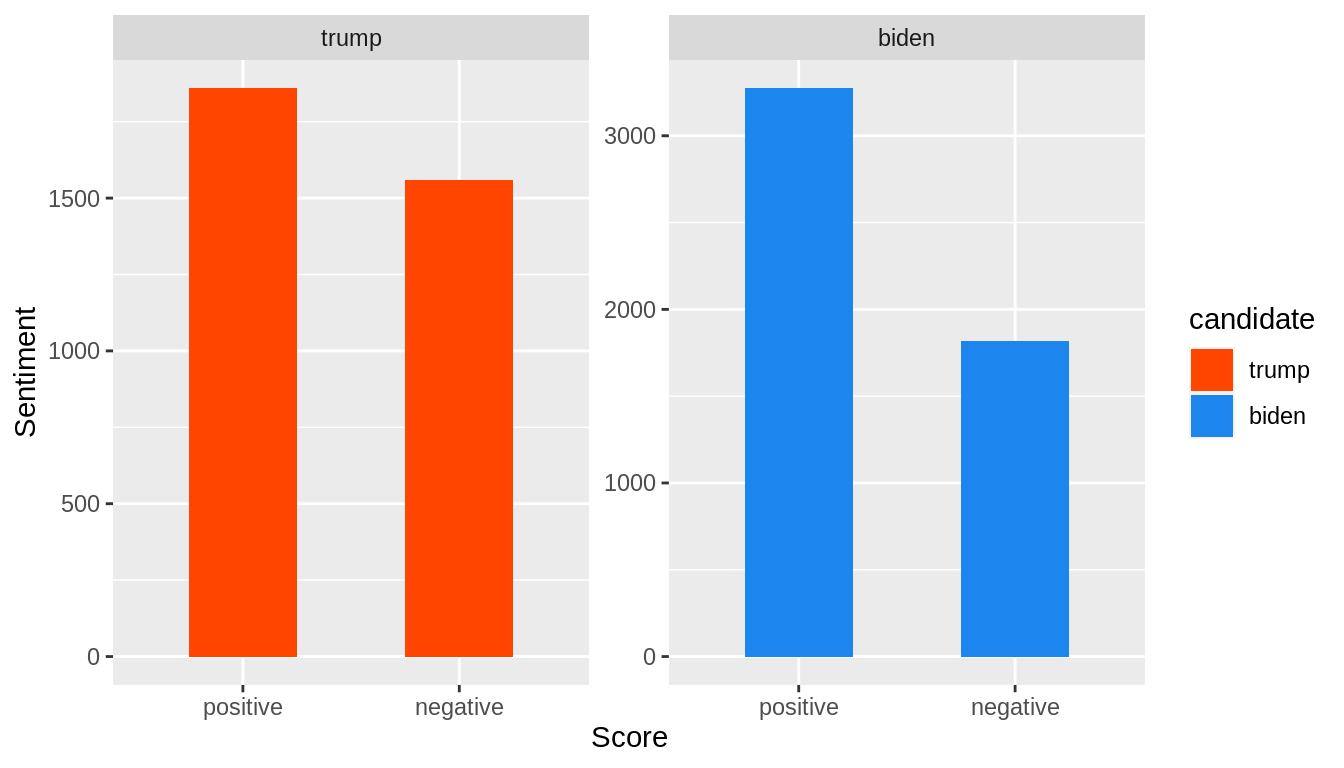 trump
biden
Sentiment
1500
1000
500
0
3000
2000
1000
0
positive
negative
positive
negative
Score
candidate
trump
biden